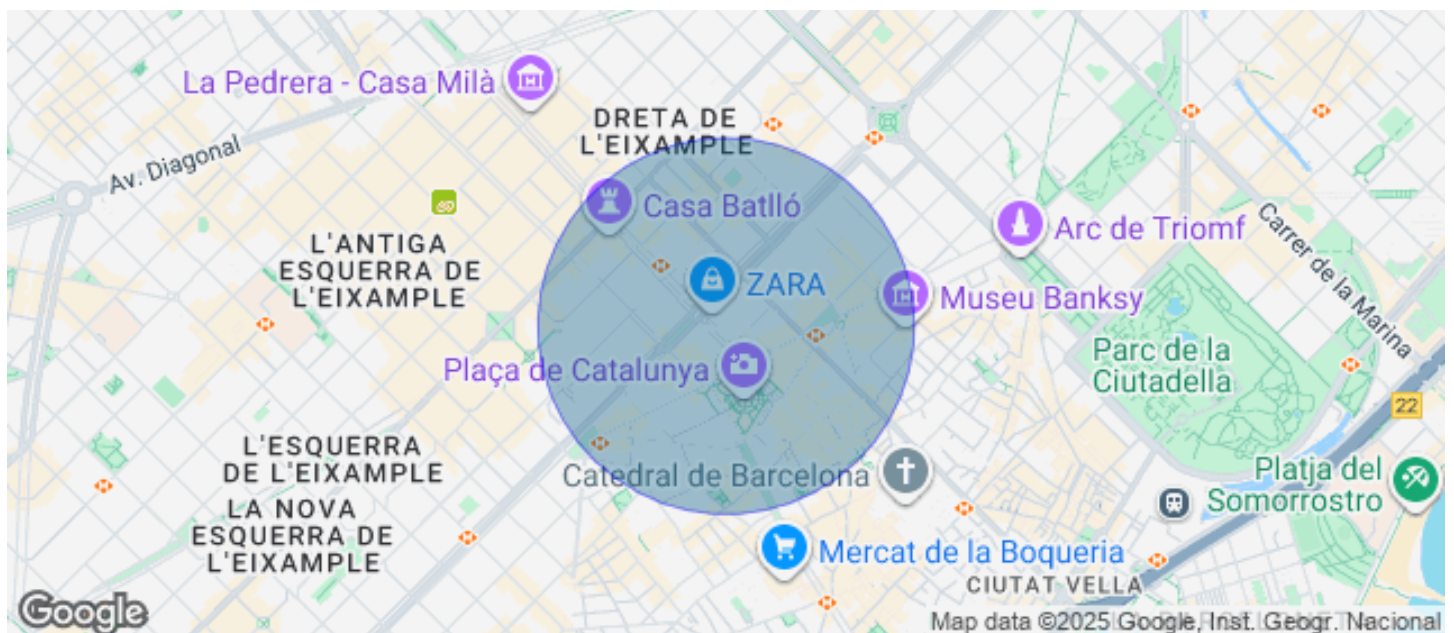 La Pedrera - Casa Milà
DRETA DE
L'EIXAMPLE
Av. Diagonal
Casa Batlló
Arc de Triomf
Carrer de la Marina
L'ANTIGA
ESQUERRA DE
L'EIXAMPLE
ZARA
Museu Banksy
Parc de la
Ciutadella
Plaça de Catalunya
22
L'ESQUERRA
DE L'EIXAMPLE
Catedral de Barcelona
Platja del
Somorrostro
LA NOVA
ESQUERRA DE
L'EIXAMPLE
Mercat de la Boqueria
CIUTAT VELLA
Google
Map data ©2025 Google, Inst. Geogr. Nacional